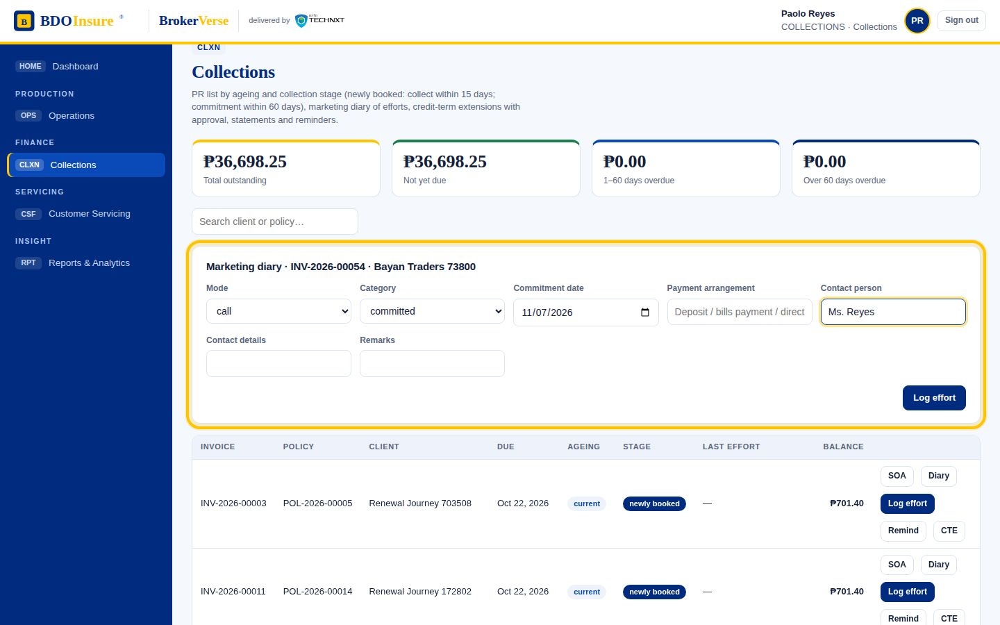 B BDOInsure ®
BrokerVerse
delivered by
TECHNXT
Paolo Reyes
COLLECTIONS · Collections
PR
Sign out
HOME Dashboard
PRODUCTION
OPS Operations
FINANCE
CLXN Collections
SERVICING
CSF Customer Servicing
INSIGHT
RPT Reports & Analytics
CLXN
Collections
PR list by ageing and collection stage (newly booked: collect within 15 days;
commitment within 60 days), marketing diary of efforts, credit-term extensions with
approval, statements and reminders.
₱36,698.25
Total outstanding
₱36,698.25
Not yet due
₱0.00
1–60 days overdue
₱0.00
Over 60 days overdue
Search client or policy…
Marketing diary · INV-2026-00054 · Bayan Traders 73800
Mode Category Commitment date Payment arrangement Contact person
call committed 11/07/2026 Deposit / bills payment / direct Ms. Reyes
Contact details Remarks
Log effort
INVOICE POLICY CLIENT DUE AGEING STAGE LAST EFFORT BALANCE
INV-2026-00003 POL-2026-00005 Renewal Journey 703508 Oct 22, 2026 current newly booked — ₱701.40
SOA Diary
Log effort
Remind CTE
INV-2026-00011 POL-2026-00014 Renewal Journey 172802 Oct 22, 2026 current newly booked — ₱701.40
SOA Diary
Log effort
Remind CTE